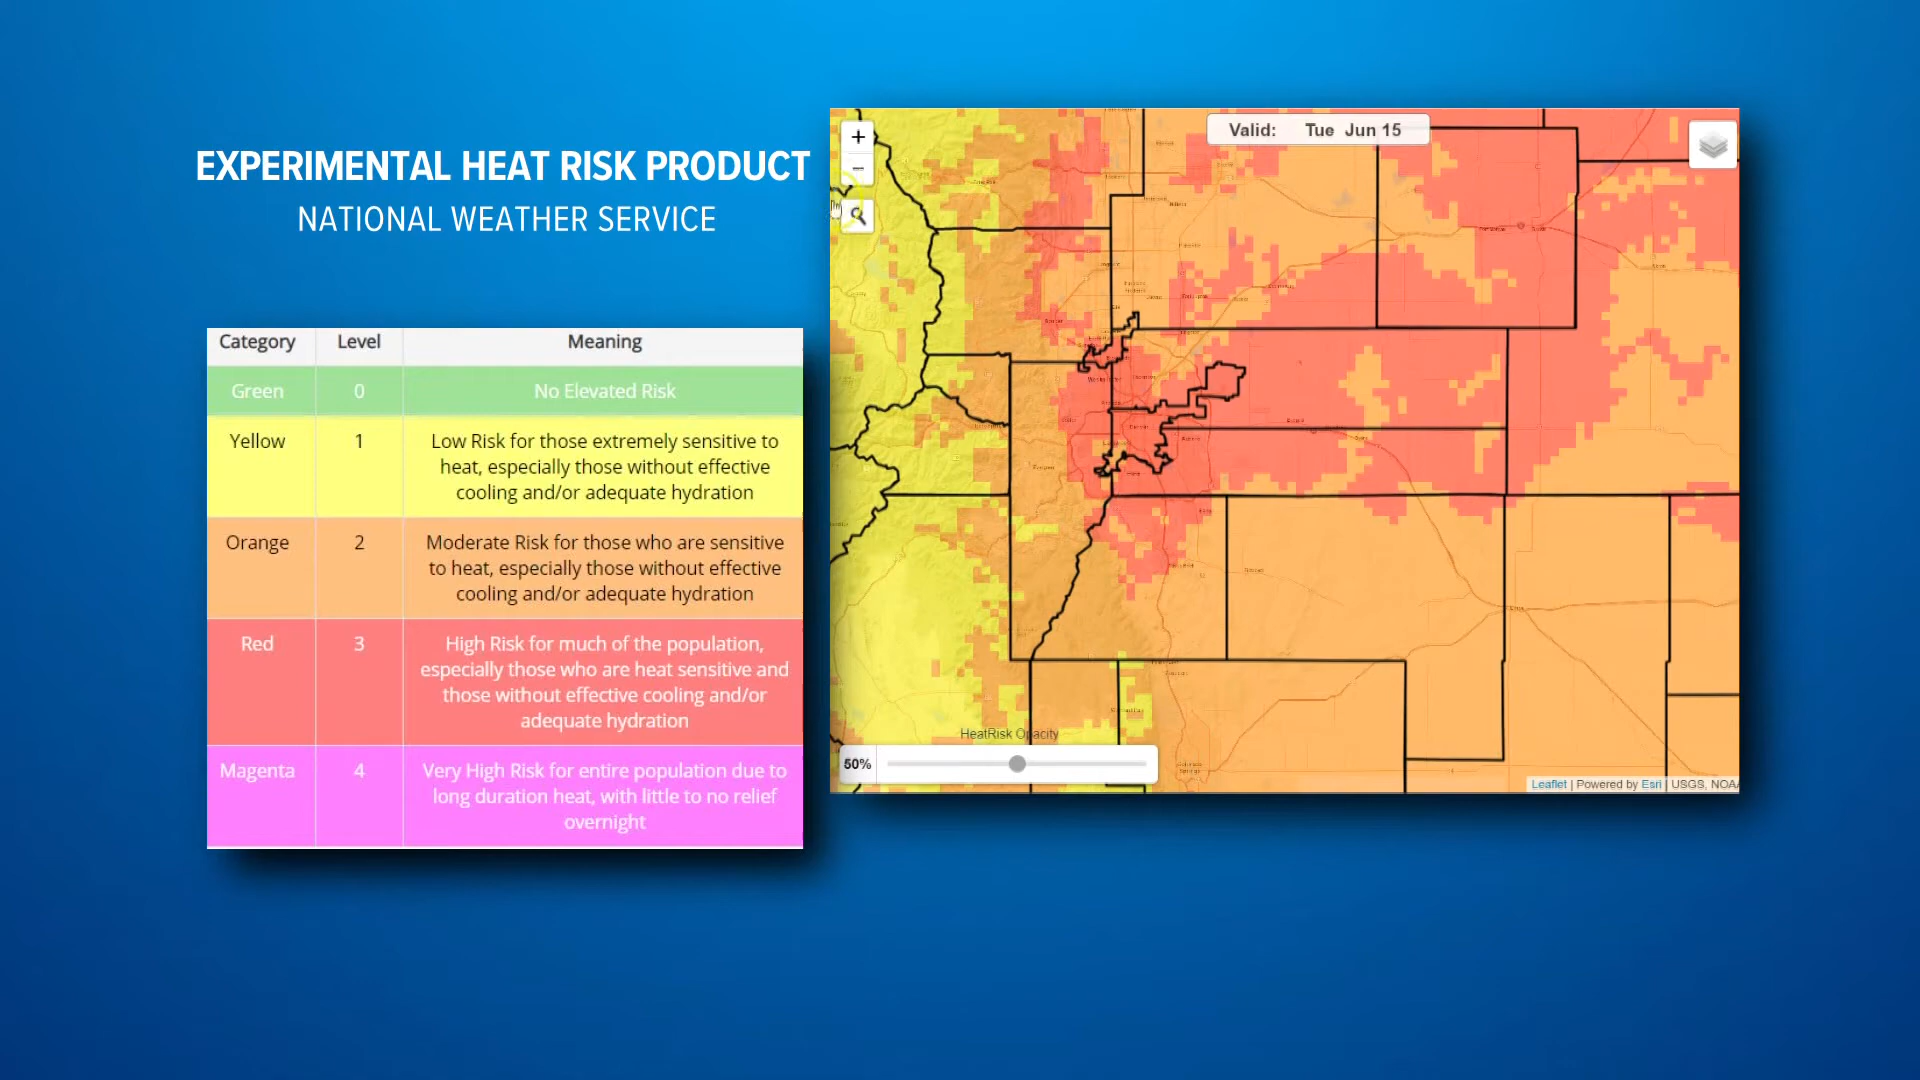 EXPERIMENTAL HEAT RISK PRODUCT
NATIONAL WEATHER SERVICE
Category Level Meaning
Green 0 No Elevated Risk
Yellow 1 Low Risk for those extremely sensitive to
heat, especially those without effective
cooling and/or adequate hydration
Orange 2 Moderate Risk for those who are sensitive
to heat, especially those without effective
cooling and/or adequate hydration
Red 3 High Risk for much of the population,
especially those who are heat sensitive and
those without effective cooling and/or
adequate hydration
Magenta 4 Very High Risk for entire population due to
long duration heat, with little to no relief
overnight
+
−
Valid: Tue Jun 15
HeatRisk Opacity
50%
Leaflet | Powered by Esri | USGS, NOAA